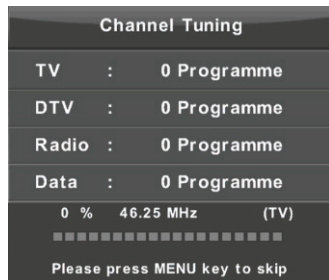 Channel Tuning
TV : 0 Programme
DTV : 0 Programme
Radio : 0 Programme
Data : 0 Programme
0 % 46.25 MHz (TV)
Please press MENU key to skip